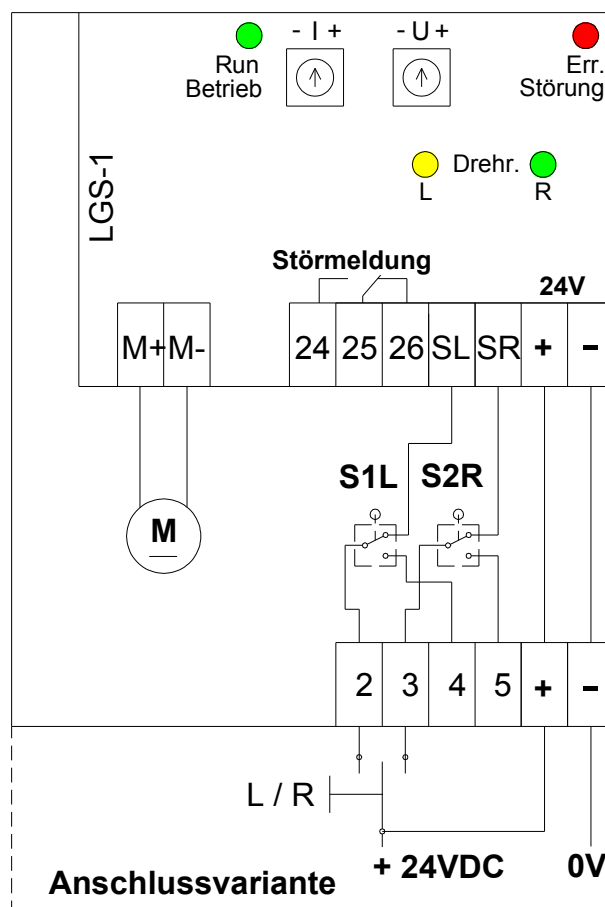 - I +
- U +
Run
Betrieb
Err.
Störung
L Drehr. R
LGS-1
Störmeldung
24V
M+ M- 24 25 26 SL SR + -
S1L S2R
M
2 3 4 5 + -
L / R
+ 24VDC 0V
Anschlussvariante